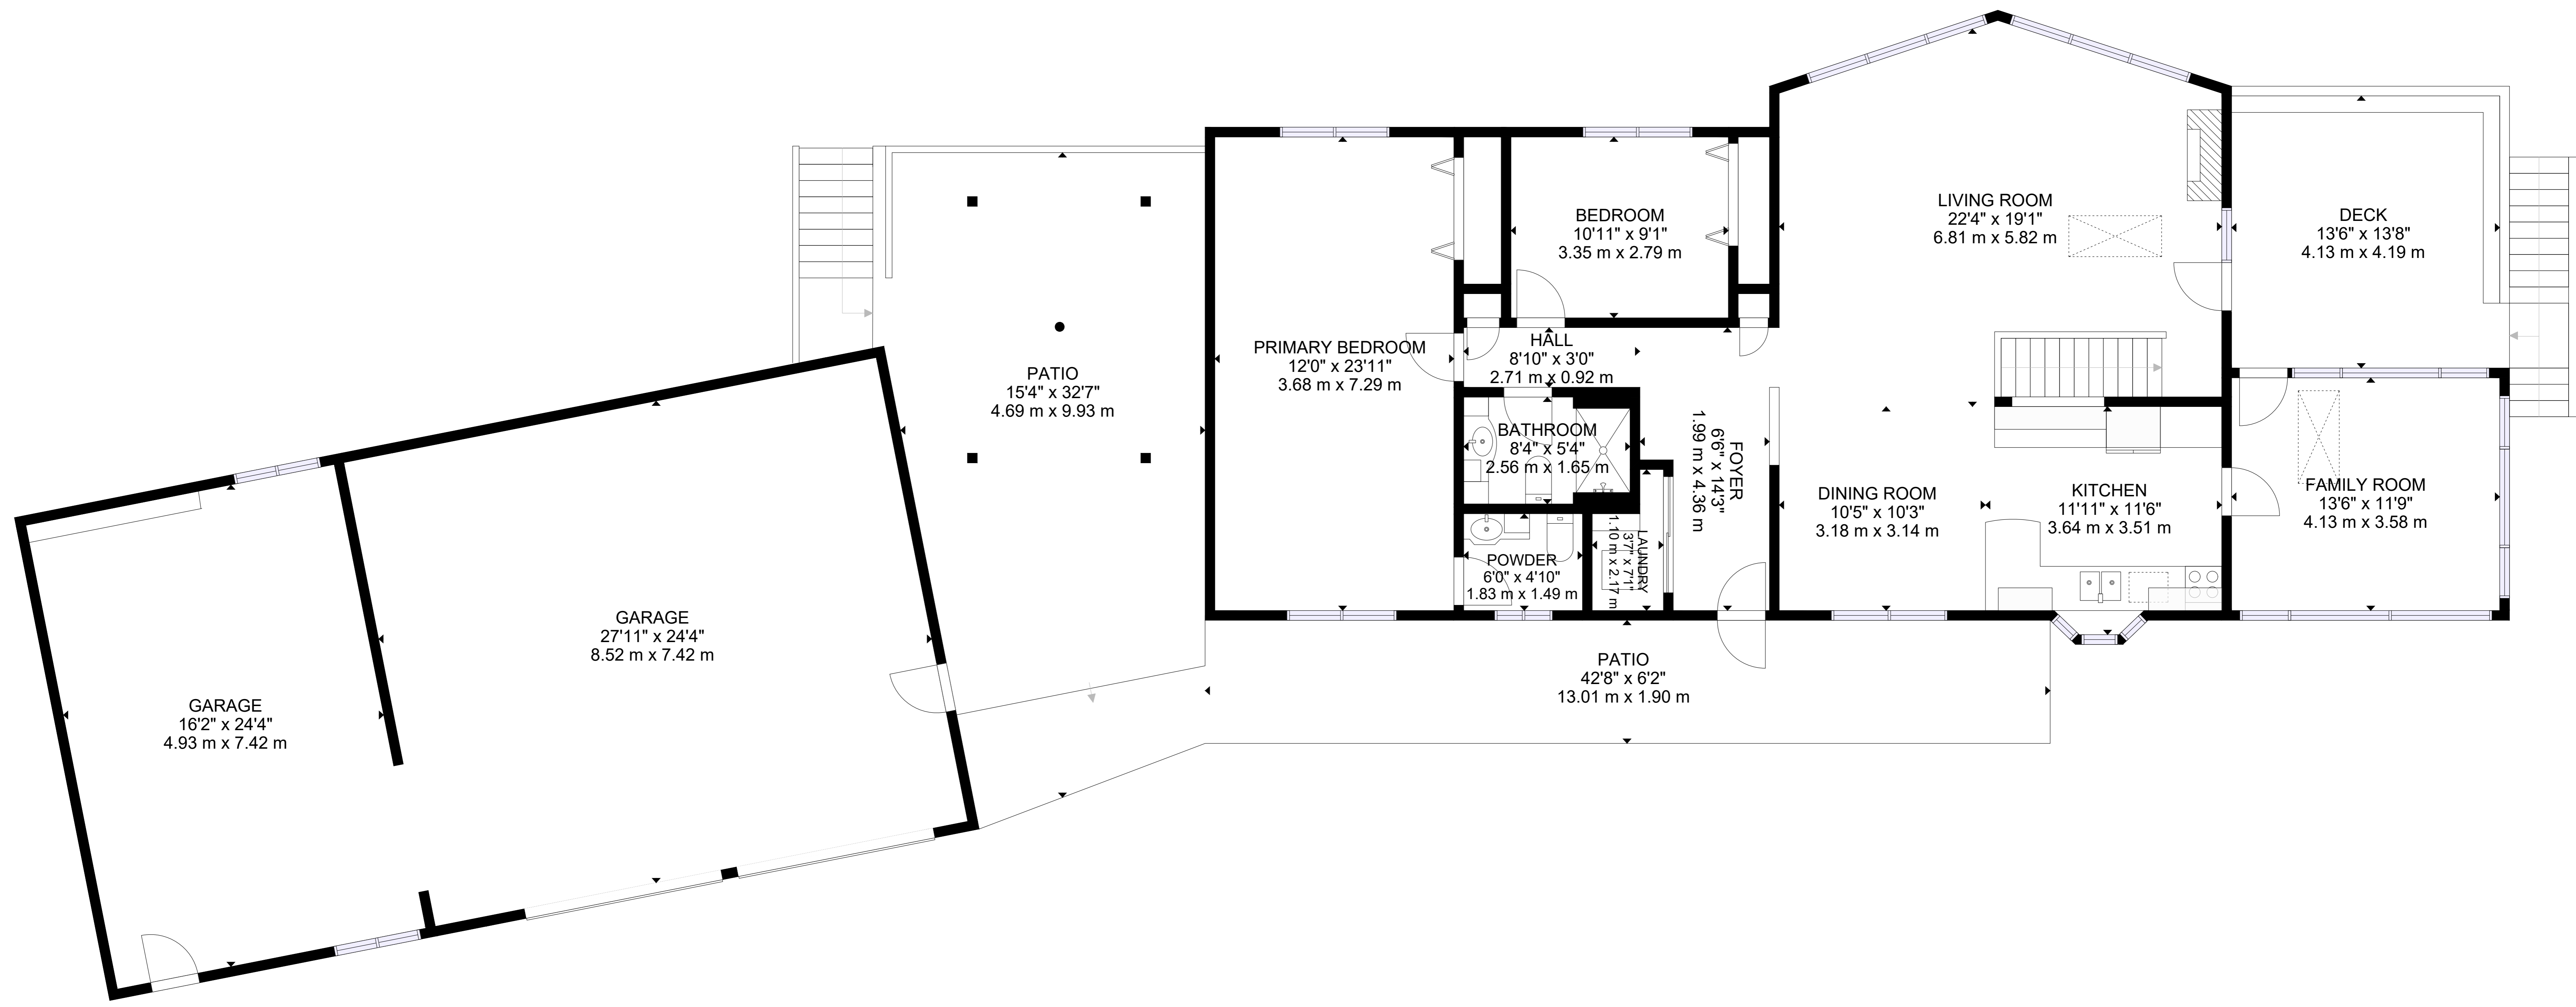 LIVING ROOM
22'4" x 19'1"
6.81 m x 5.82 m
BEDROOM
10'11" x 9'1"
3.35 m x 2.79 m
DECK
13'6" x 13'8"
4.13 m x 4.19 m
PRIMARY BEDROOM
12'0" x 23'11"
3.68 m x 7.29 m
HALL
8'10" x 3'0"
2.71 m x 0.92 m
PATIO
15'4" x 32'7"
4.69 m x 9.93 m
BATHROOM
8'4" x 5'4"
2.56 m x 1.65 m
FOYER
6'6" x 14'3"
1.99 m x 4.36 m
DINING ROOM
10'5" x 10'3"
3.18 m x 3.14 m
KITCHEN
11'11" x 11'6"
3.64 m x 3.51 m
FAMILY ROOM
13'6" x 11'9"
4.13 m x 3.58 m
POWDER
6'0" x 4'10"
1.83 m x 1.49 m
LAUNDRY
3'7" x 7'1"
1.10 m x 2.17 m
GARAGE
27'11" x 24'4"
8.52 m x 7.42 m
PATIO
42'8" x 6'2"
13.01 m x 1.90 m
GARAGE
16'2" x 24'4"
4.93 m x 7.42 m